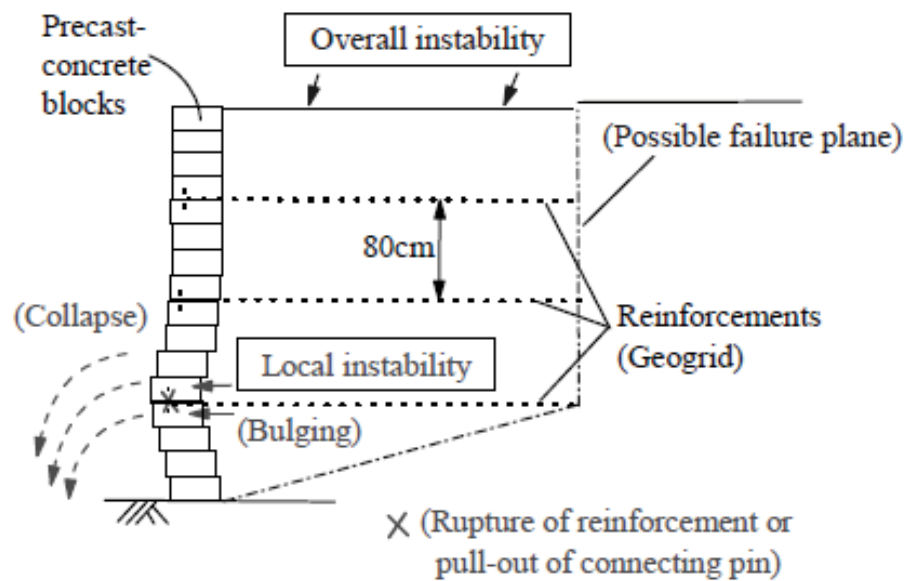 Precast-
concrete
blocks
Overall instability
(Possible failure plane)
80cm
(Collapse)
Reinforcements
(Geogrid)
Local instability
(Bulging)
× (Rupture of reinforcement or
pull-out of connecting pin)